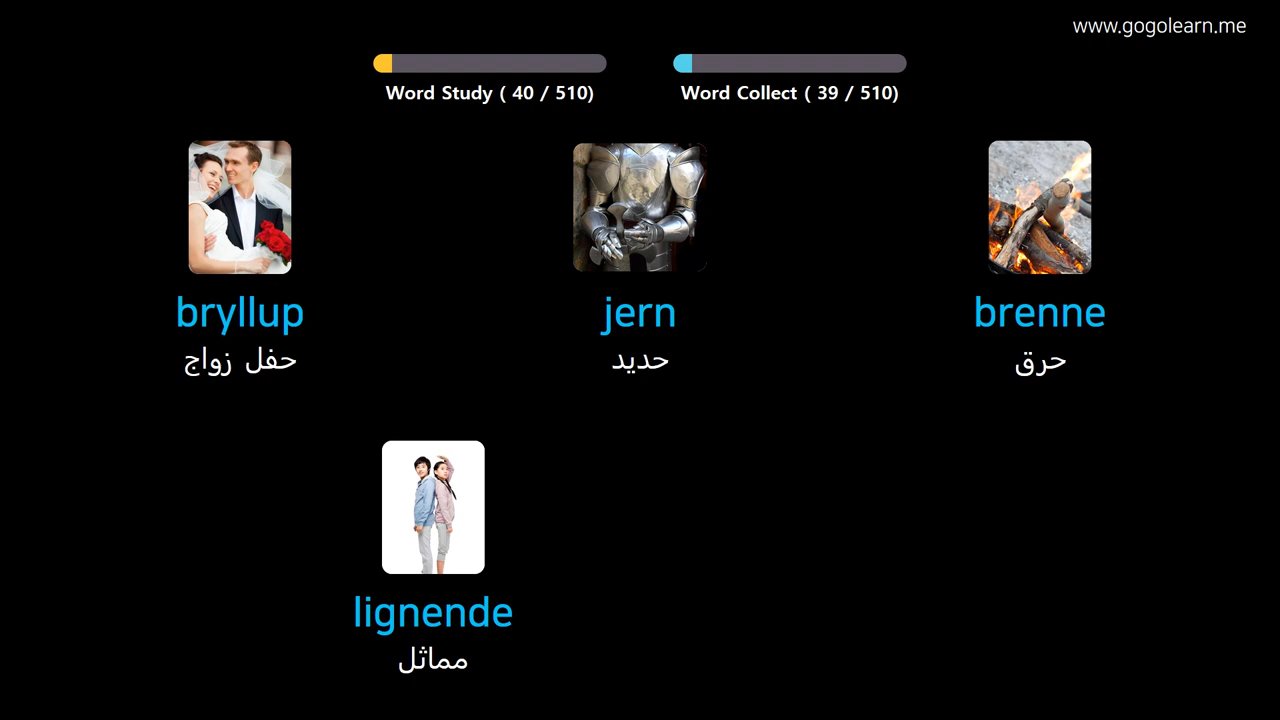 www.gogolearn.me
Word Study ( 40 / 510)
Word Collect ( 39 / 510)
bryllup
حفل زواج
jern
حديد
brenne
حرق
lignende
مماثل